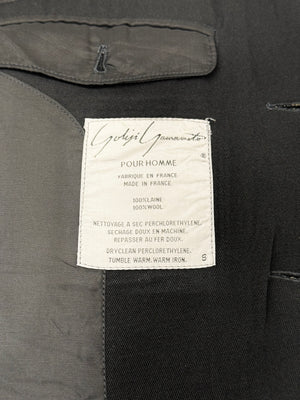 Yohji Yamamoto
®
POUR HOMME
FABRIQUE EN FRANCE
MADE IN FRANCE
100%LAINE
100%WOOL
NETTOYAGE A SEC PERCHLORETHYLENE.
SECHAGE DOUX EN MACHINE.
REPASSER AU FER DOUX.
DRYCLEAN PERCLORETHYLENE.
TUMBLE WARM. WARM IRON.
S